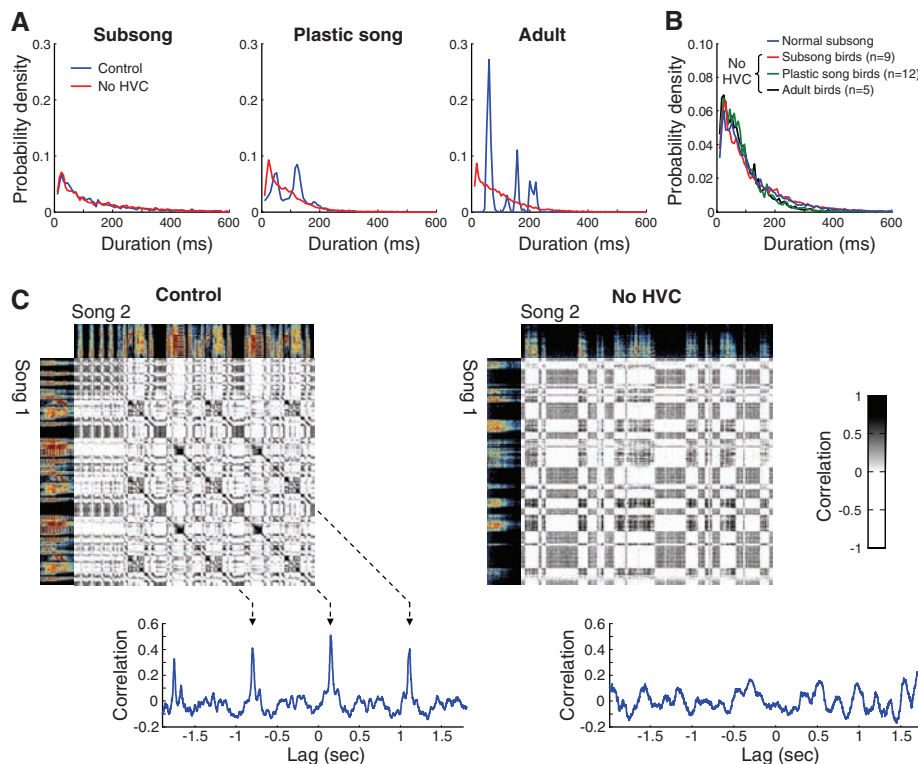 A
Subsong
Plastic song
Adult
Probability density
0.3
0.2
0.1
0
Control
No HVC
0 200 400 600
Duration (ms)
0.3
0.2
0.1
0
0 200 400 600
Duration (ms)
0.3
0.2
0.1
0
0 200 400 600
Duration (ms)
B
Probability density
0.10
0.08
0.06
0.04
0.02
0
Normal subsong
No HVC
Subsong birds (n=9)
Plastic song birds (n=12)
Adult birds (n=5)
0 200 400 600
Duration (ms)
C
Control
Song 2
Song 1
No HVC
Song 2
Song 1
Correlation
1
0.5
0
-0.5
-1
Correlation
0.6
0.4
0.2
0
-0.2
-1.5 -1 -0.5 0 0.5 1 1.5
Lag (sec)
Correlation
0.6
0.4
0.2
0
-0.2
-1.5 -1 -0.5 0 0.5 1 1.5
Lag (sec)